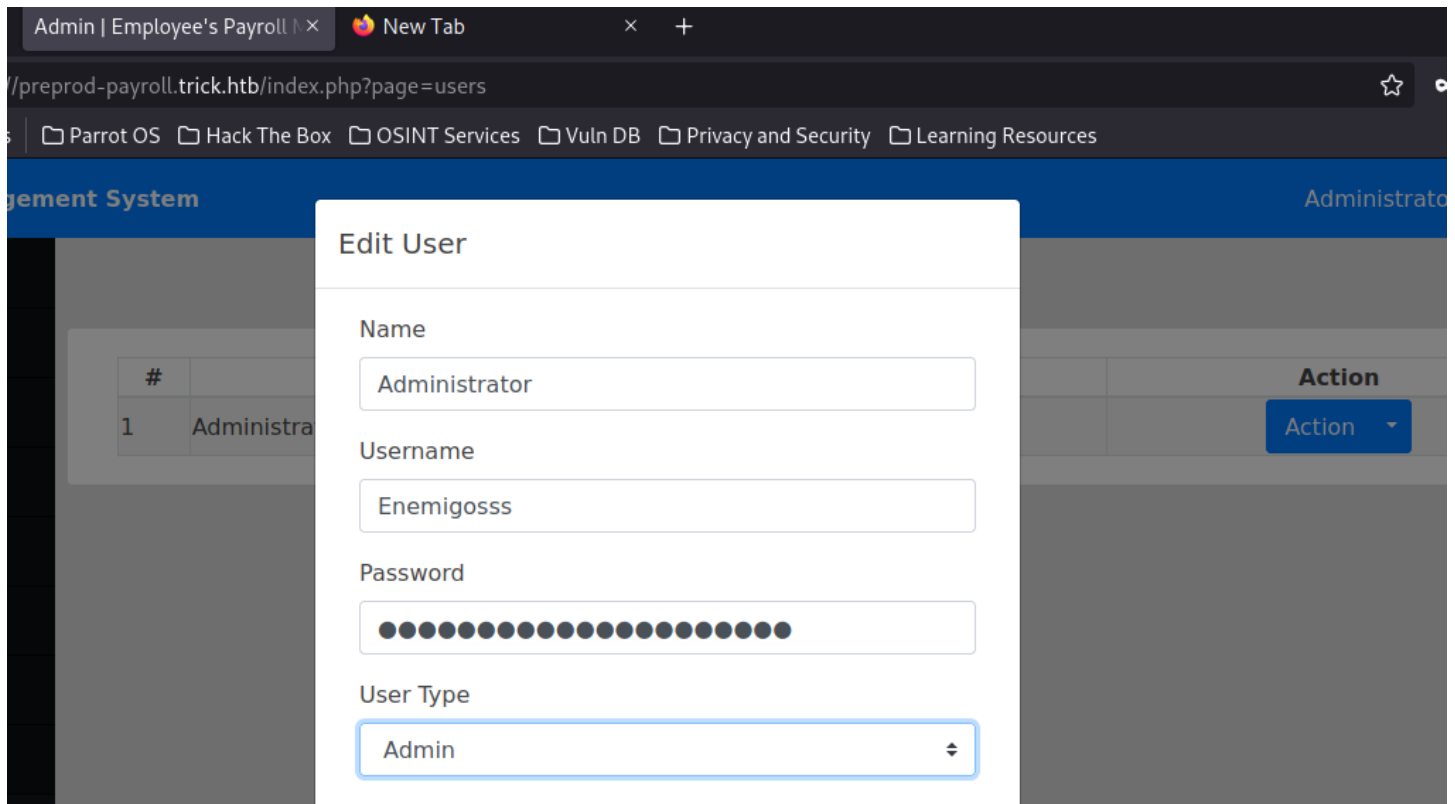 Admin | Employee's Payroll
New Tab
//preprod-payroll.trick.htb/index.php?page=users
Parrot OS Hack The Box OSINT Services Vuln DB Privacy and Security Learning Resources
gement System
Administrato
Edit User
Name
Administrator
# Action
1 Administra Action
Username
Enemigosss
Password
User Type
Admin